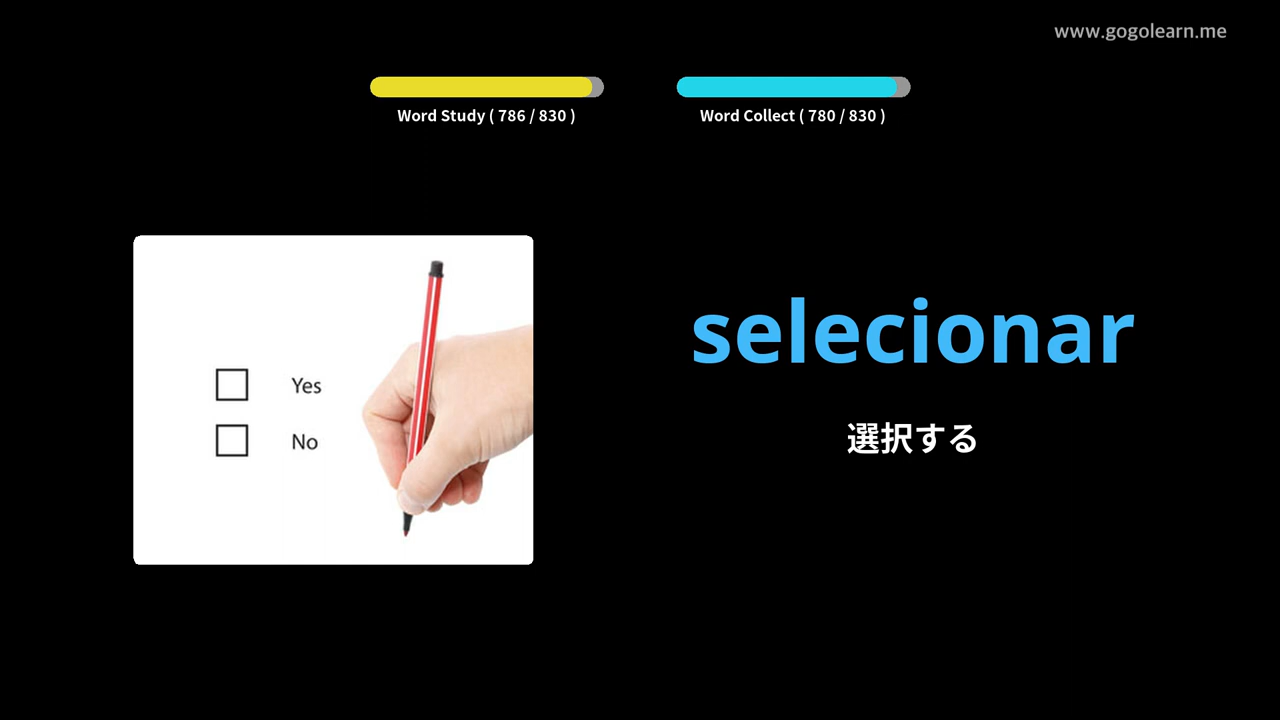 www.gogolearn.me
Word Study ( 786 / 830 )
Word Collect ( 780 / 830 )
Yes
No
selecionar
選択する